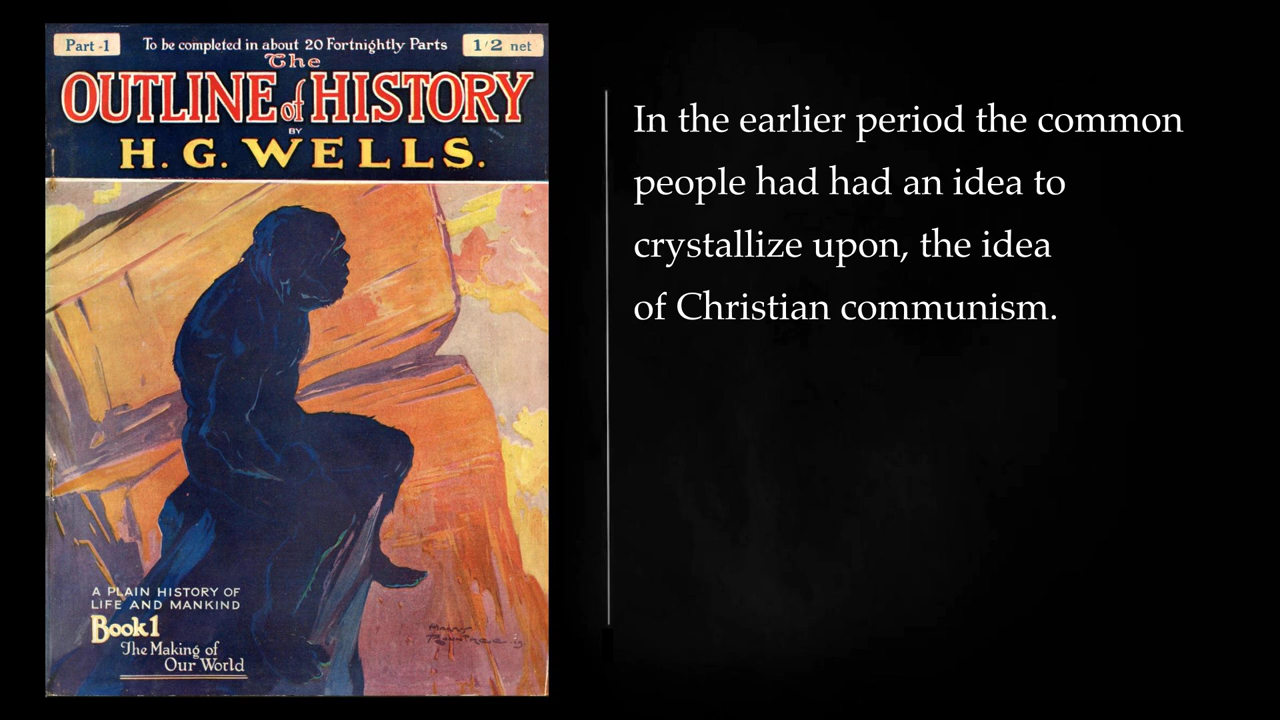 Part -1
To be completed in about 20 Fortnightly Parts
1/2 net
The
OUTLINE of HISTORY
BY
H. G. WELLS.
A PLAIN HISTORY OF
LIFE AND MANKIND
Book 1
The Making of
Our World
In the earlier period the common
people had had an idea to
crystallize upon, the idea
of Christian communism.